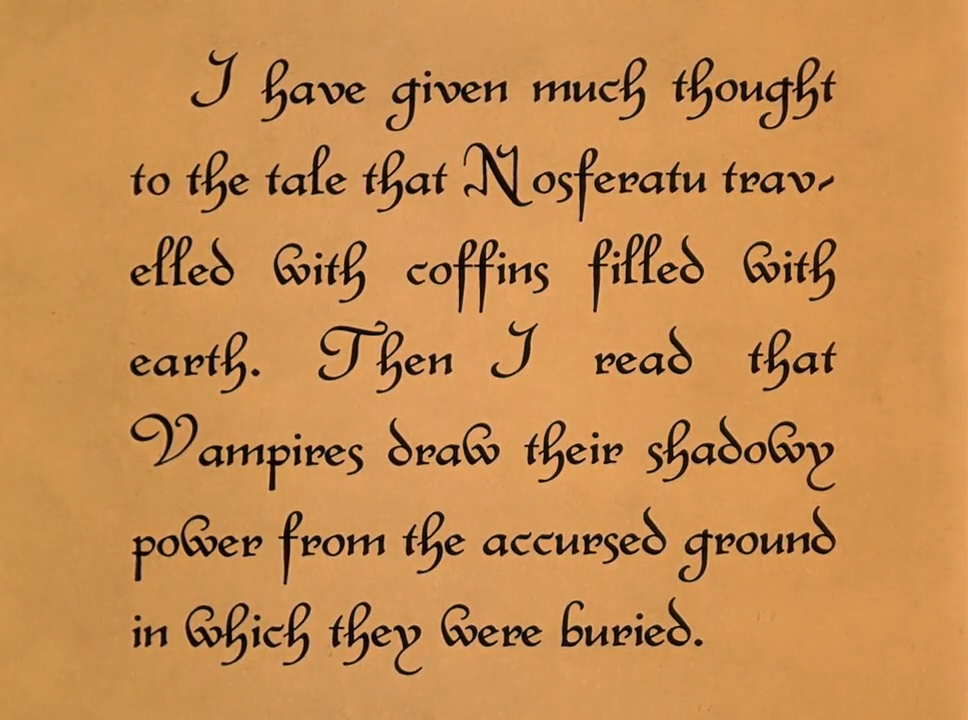 I have given much thought
to the tale that Nosferatu trav-
elled with coffins filled with
earth. Then I read that
Vampires draw their shadowy
power from the accursed ground
in which they were buried.